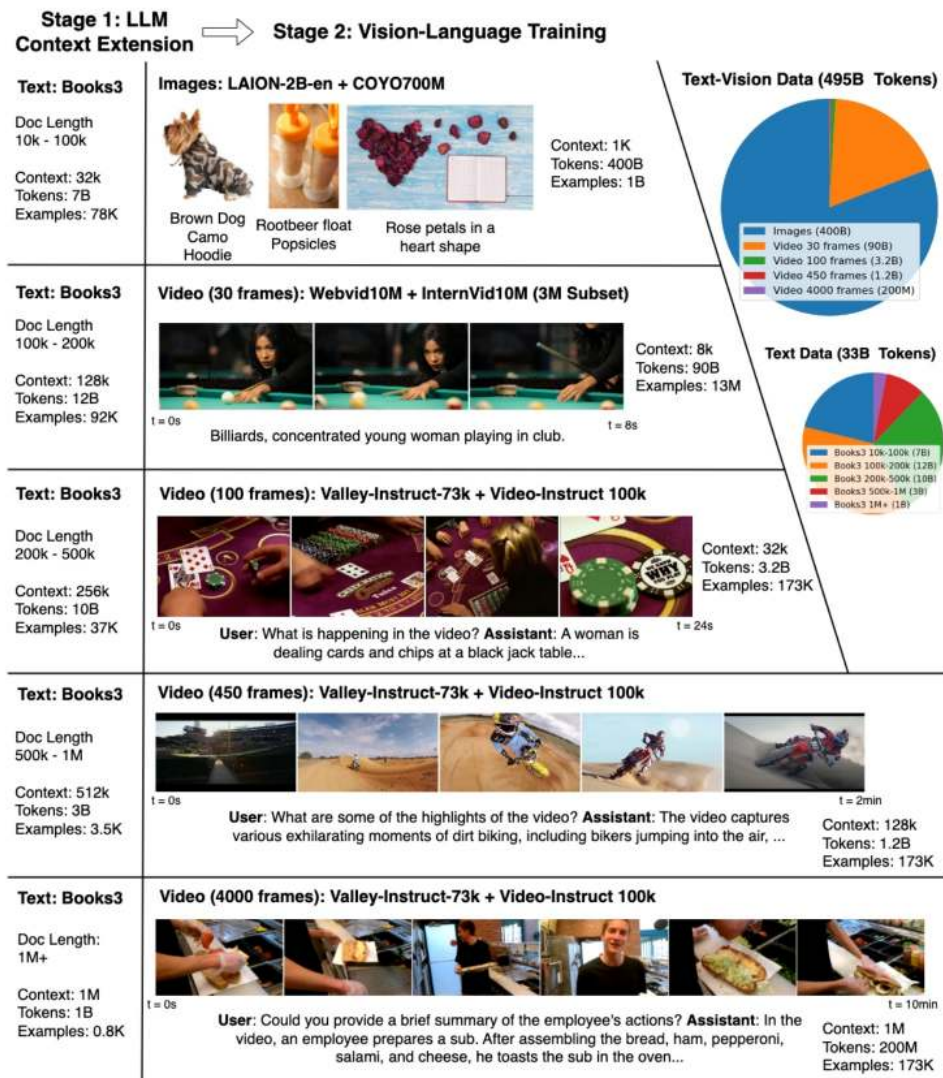 Stage 1: LLM
Context Extension
Stage 2: Vision-Language Training
Text: Books3
Doc Length
10k - 100k
Context: 32k
Tokens: 7B
Examples: 78K
Images: LAION-2B-en + COYO700M
Brown Dog
Camo
Hoodie
Rootbeer float
Popsicles
Rose petals in a
heart shape
Context: 1K
Tokens: 400B
Examples: 1B
Text-Vision Data (495B Tokens)
Images (400B)
Video 30 frames (90B)
Video 100 frames (3.2B)
Video 450 frames (1.2B)
Video 4000 frames (200M)
Text: Books3
Doc Length
100k - 200k
Context: 128k
Tokens: 12B
Examples: 92K
Video (30 frames): Webvid10M + InternVid10M (3M Subset)
t = 0s
t = 8s
Billiards, concentrated young woman playing in club.
Context: 8k
Tokens: 90B
Examples: 13M
Text Data (33B Tokens)
Books3 10k-100k (7B)
Book3 100k-200k (12B)
Book3 200k-500k (10B)
Books3 500k-1M (3B)
Books3 1M+ (1B)
Text: Books3
Doc Length
200k - 500k
Context: 256k
Tokens: 10B
Examples: 37K
Video (100 frames): Valley-Instruct-73k + Video-Instruct 100k
WHY
t = 0s
t = 24s
User: What is happening in the video? Assistant: A woman is
dealing cards and chips at a black jack table...
Context: 32k
Tokens: 3.2B
Examples: 173K
Text: Books3
Doc Length
500k - 1M
Context: 512k
Tokens: 3B
Examples: 3.5K
Video (450 frames): Valley-Instruct-73k + Video-Instruct 100k
t = 0s
t = 2min
User: What are some of the highlights of the video? Assistant: The video captures
various exhilarating moments of dirt biking, including bikers jumping into the air, ...
Context: 128k
Tokens: 1.2B
Examples: 173K
Text: Books3
Doc Length:
1M+
Context: 1M
Tokens: 1B
Examples: 0.8K
Video (4000 frames): Valley-Instruct-73k + Video-Instruct 100k
t = 0s
t = 10min
User: Could you provide a brief summary of the employee's actions? Assistant: In the
video, an employee prepares a sub. After assembling the bread, ham, pepperoni,
salami, and cheese, he toasts the sub in the oven...
Context: 1M
Tokens: 200M
Examples: 173K